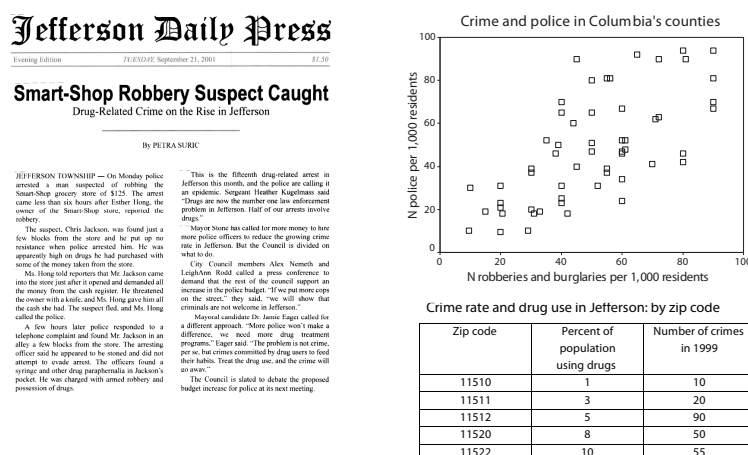 Jefferson Daily Press
Evening Edition TUESDAY, September 21, 2001 $1.50
Smart-Shop Robbery Suspect Caught
Drug-Related Crime on the Rise in Jefferson
By PETRA SURIC
JEFFERSON TOWNSHIP — On Monday police
arrested a man suspected of robbing the
Smart-Shop grocery store of $125. The arrest
came less than six hours after Esther Hong, the
owner of the Smart-Shop store, reported the
robbery.
The suspect, Chris Jackson, was found just a
few blocks from the store and he put up no
resistance when police arrested him. He was
apparently high on drugs he had purchased with
some of the money taken from the store.
Ms. Hong told reporters that Mr. Jackson came
into the store just after it opened and demanded all
the money from the cash register. He threatened
the owner with a knife, and Ms. Hong gave him all
the cash she had. The suspect fled, and Ms. Hong
called the police.
A few hours later police responded to a
telephone complaint and found Mr. Jackson in an
alley a few blocks from the store. The arresting
officer said he appeared to be stoned and did not
attempt to evade arrest. The officers found a
syringe and other drug paraphernalia in Jackson's
pocket. He was charged with armed robbery and
possession of drugs.
This is the fifteenth drug-related arrest in
Jefferson this month, and the police are calling it
an epidemic. Sergeant Heather Kugelmass said
"Drugs are now the number one law enforcement
problem in Jefferson. Half of our arrests involve
drugs."
Mayor Stone has called for more money to hire
more police officers to reduce the growing crime
rate in Jefferson. But the Council is divided on
what to do.
City Council members Alex Nemeth and
LeighAnn Rodd called a press conference to
demand that the rest of the council support an
increase in the police budget. "If we put more cops
on the street," they said, "we will show that
criminals are not welcome in Jefferson."
Mayoral candidate Dr. Jamie Eager called for
a different approach. "More police won't make a
difference, we need more drug treatment
programs," Eager said. "The problem is not crime,
per se, but crimes committed by drug users to feed
their habits. Treat the drug use, and the crime will
go away."
The Council is slated to debate the proposed
budget increase for police at its next meeting.
Crime and police in Columbia's counties
N police per 1,000 residents
100
80
60
40
20
0
0 20 40 60 80 100
N robberies and burglaries per 1,000 residents
Crime rate and drug use in Jefferson: by zip code
Zip code Percent of Number of crimes
population in 1999
using drugs
11510 1 10
11511 3 20
11512 5 90
11520 8 50
11522 10 55